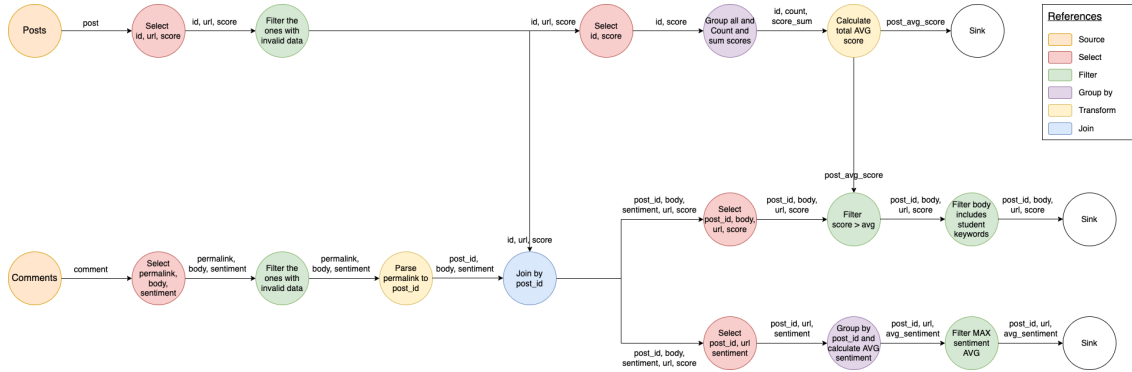 Posts
post
Select
id, url, score
id, url, score
Filter the
ones with
invalid data
id, url, score
Select
id, score
id, score
Group all and
Count and
sum scores
id, count,
score_sum
Calculate
total AVG
score
post_avg_score
Sink
References
Source
Select
Filter
Group by
Transform
Join
post_avg_score
id, url, score
post_id, body,
sentiment, url, score
Select
post_id, body,
url, score
post_id, body,
url, score
Filter
score > avg
post_id, body,
url, score
Filter body
includes
student
keywords
post_id, body,
url, score
Sink
Comments
comment
Select
permalink,
body,
sentiment
permalink,
body, sentiment
Filter the
ones with
invalid data
permalink,
body, sentiment
Parse
permalink to
post_id
post_id,
body, sentiment
Join by
post_id
post_id, body,
sentiment, url, score
Select
post_id, url
sentiment
post_id, url,
sentiment
Group by
post_id and
calculate AVG
sentiment
post_id, url,
avg_sentiment
Filter MAX
sentiment
AVG
post_id, url,
avg_sentiment
Sink